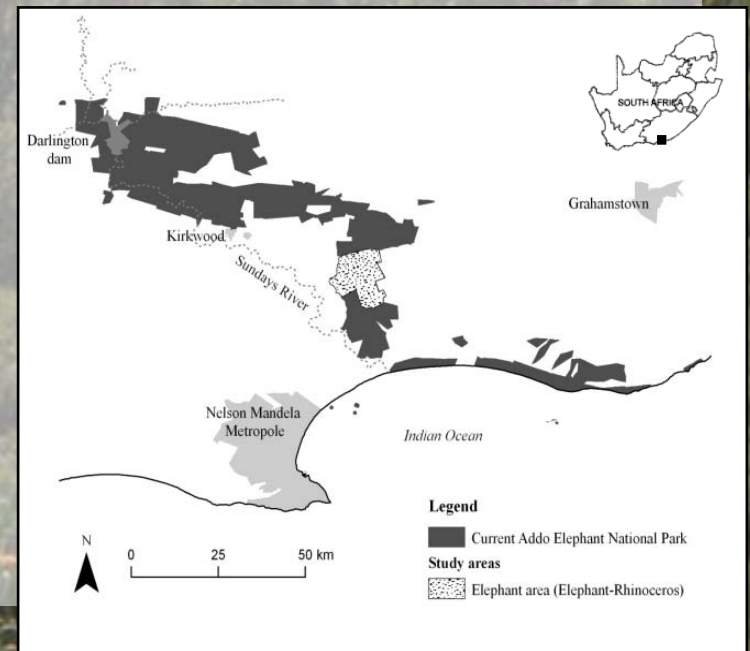 SOUTH AFRICA
Darlington
dam
Grahamstown
Kirkwood
Sundays River
Nelson Mandela
Metropole
Indian Ocean
Legend
N
0 25 50 km
Current Addo Elephant National Park
Study areas
Elephant area (Elephant-Rhinoceros)